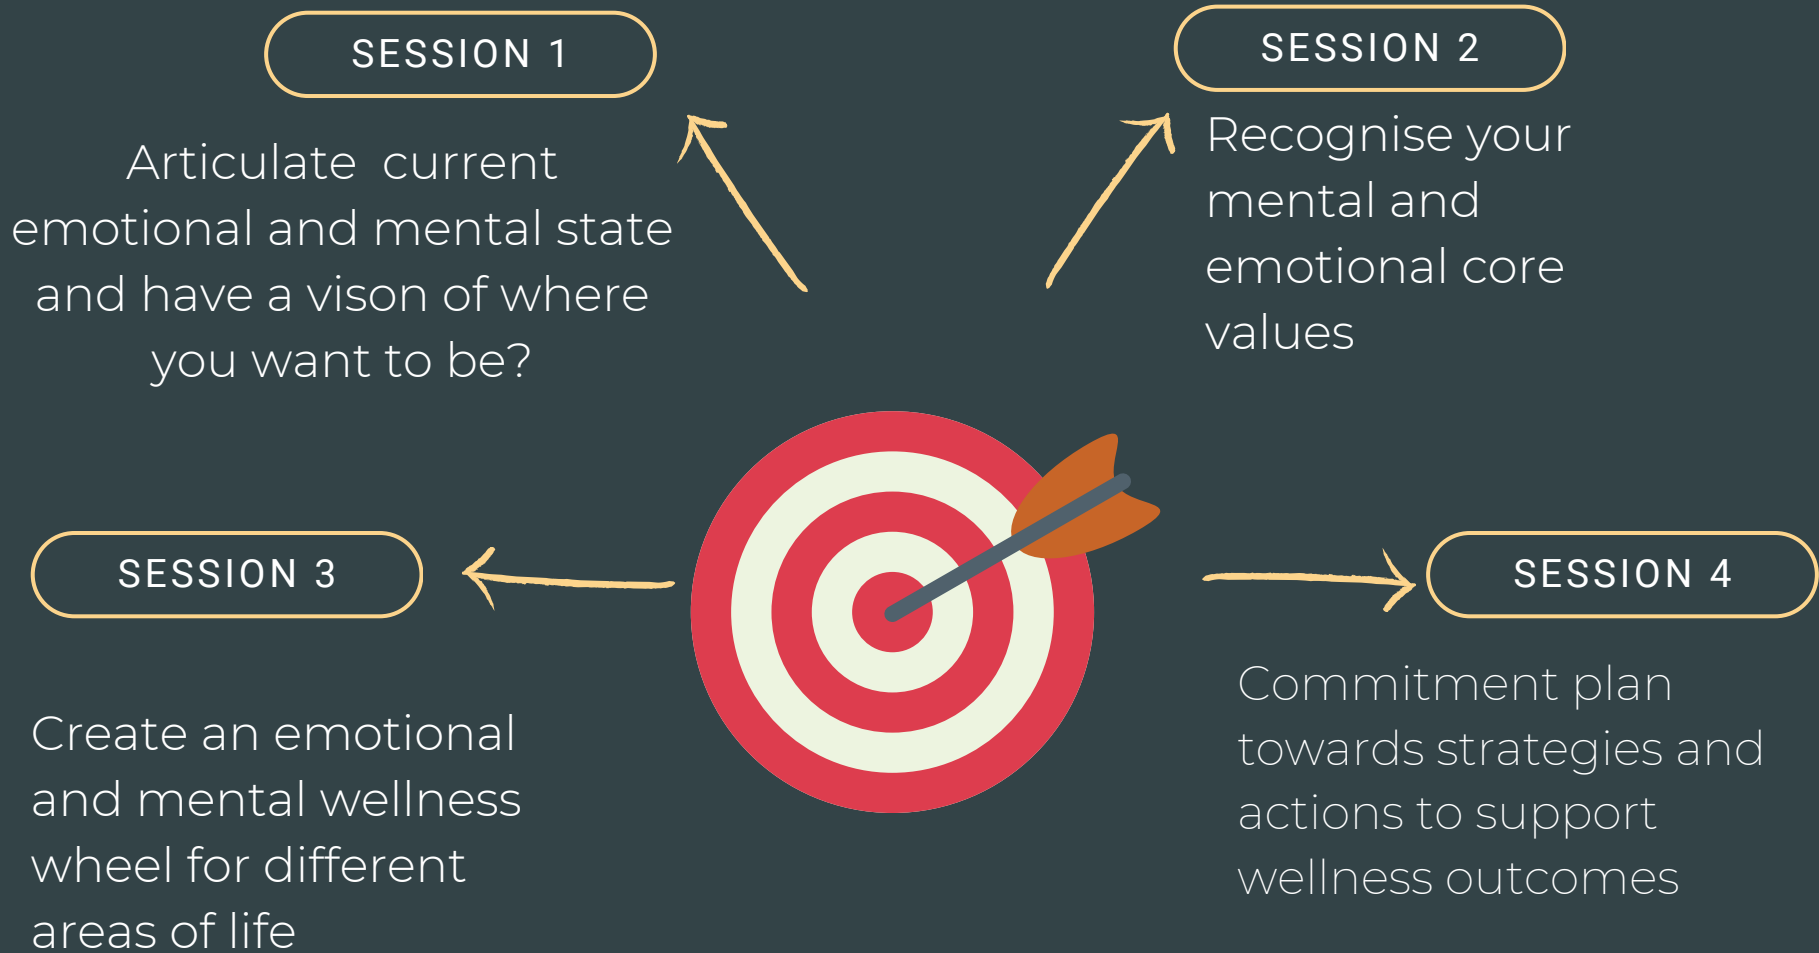 SESSION 1
Articulate  current
emotional and mental state
and have a vison of where
you want to be?
SESSION 2
Recognise your
mental and
emotional core
values
SESSION 3
Create an emotional
and mental wellness
wheel for different
areas of life
SESSION 4
Commitment plan
towards strategies and
actions to support
wellness outcomes